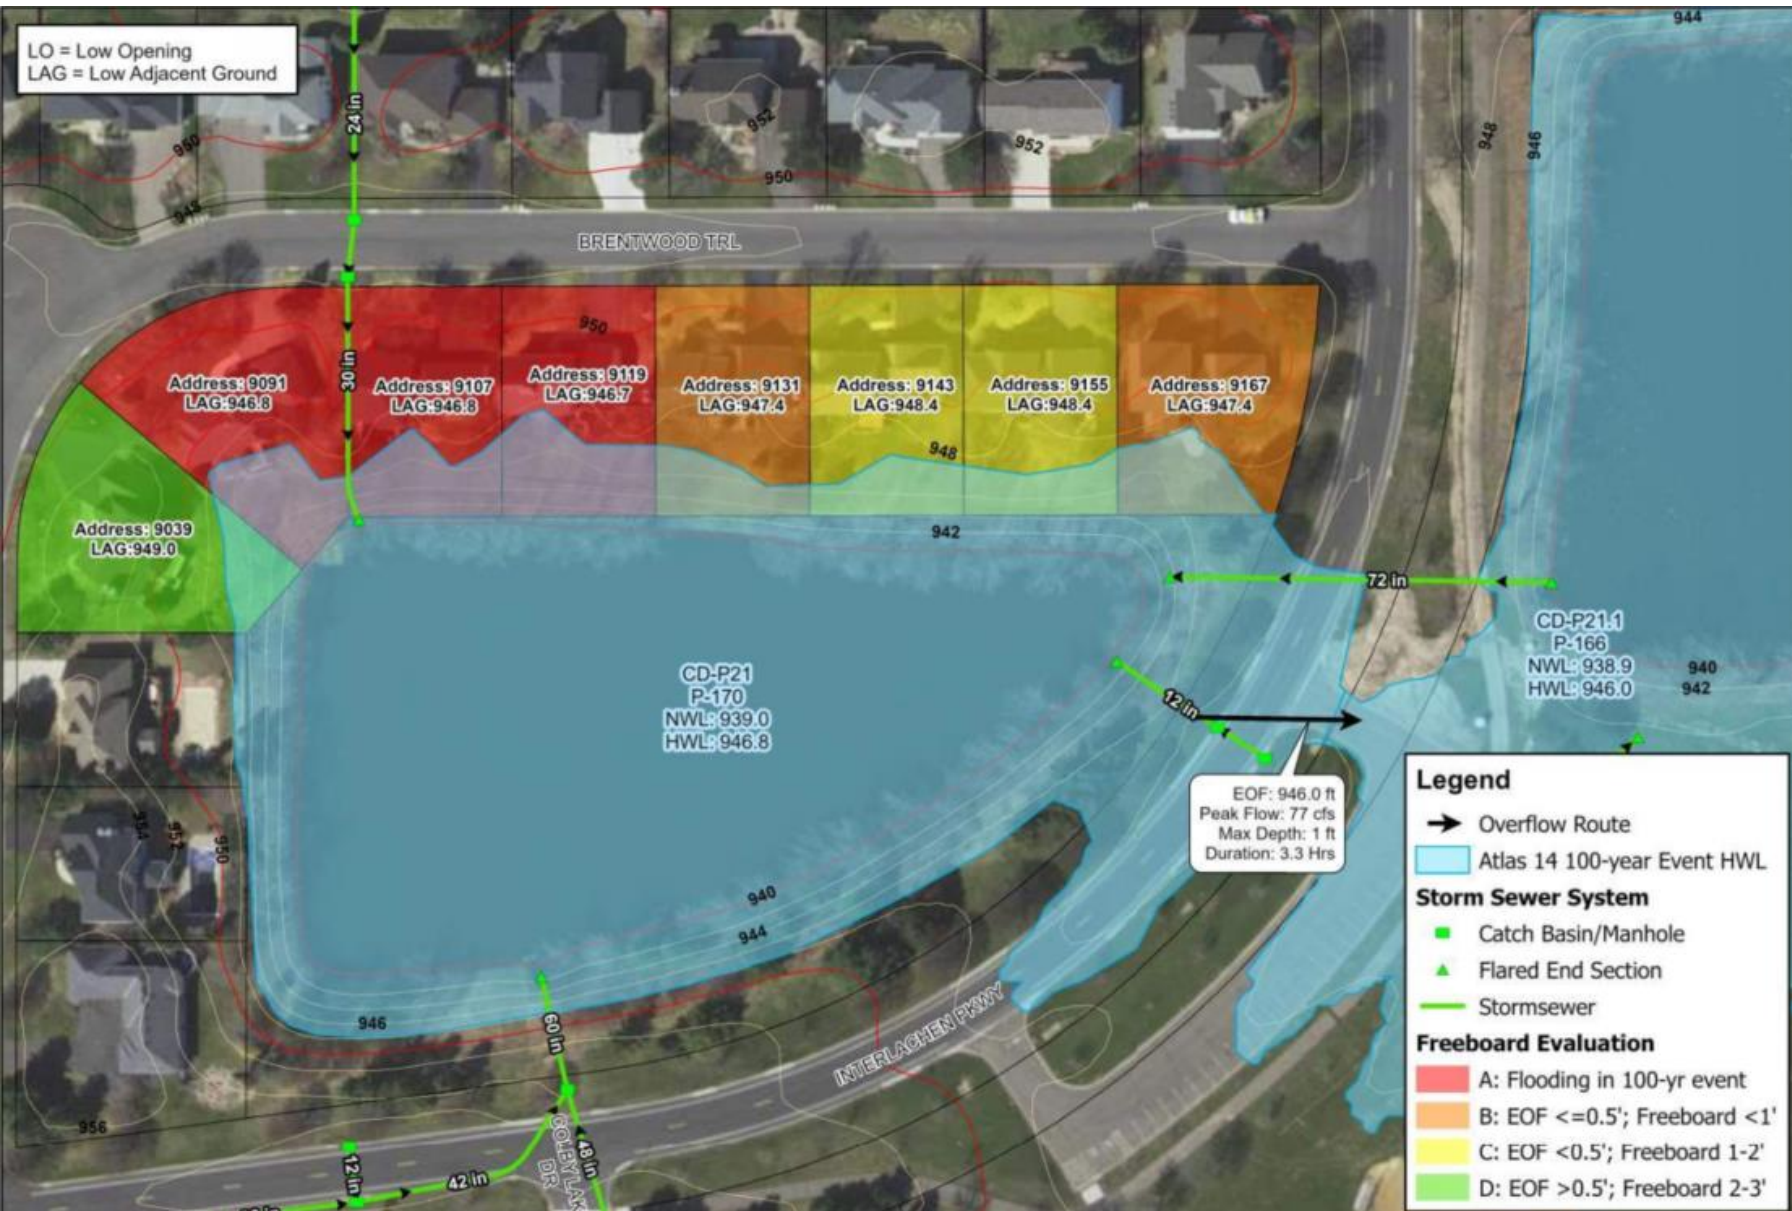 LO = Low Opening
LAG = Low Adjacent Ground
24 in
944
950
952
952
950
948
948
946
BRENTWOOD TRL
950
30 in
Address: 9091
LAG:946.8
Address: 9107
LAG:946.8
Address: 9119
LAG:946.7
Address: 9131
LAG:947.4
Address: 9143
LAG:948.4
Address: 9155
LAG:948.4
Address: 9167
LAG:947.4
948
Address: 9039
LAG:949.0
942
72 in
CD-P21.1
P-166
NWL: 938.9
HWL: 946.0
940
942
CD-P21
P-170
NWL: 939.0
HWL: 946.8
12 in
EOF: 946.0 ft
Peak Flow: 77 cfs
Max Depth: 1 ft
Duration: 3.3 Hrs
954
952
950
940
944
946
60 in
INTERLACHEN PKWY
956
12 in
42 in
48 in
COLBY LAK
DR
Legend
Overflow Route
Atlas 14 100-year Event HWL
Storm Sewer System
Catch Basin/Manhole
Flared End Section
Stormsewer
Freeboard Evaluation
A: Flooding in 100-yr event
B: EOF <=0.5'; Freeboard <1'
C: EOF <0.5'; Freeboard 1-2'
D: EOF >0.5'; Freeboard 2-3'